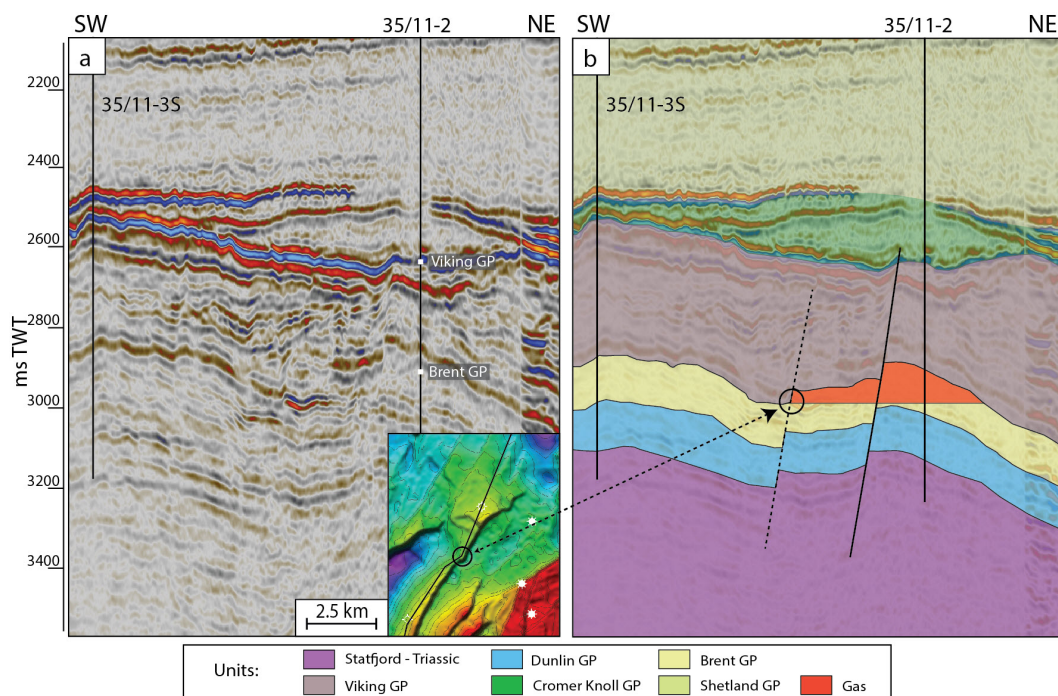 SW 35/11-2 NE 35/11-2 NE
a b
35/11-3S 35/11-3S
2200
2400
2600
Viking GP
2800
ms TWT
Brent GP
3000
3200
3400
2.5 km
Units:
Statfjord - Triassic Dunlin GP Brent GP
Viking GP Cromer Knoll GP Shetland GP Gas